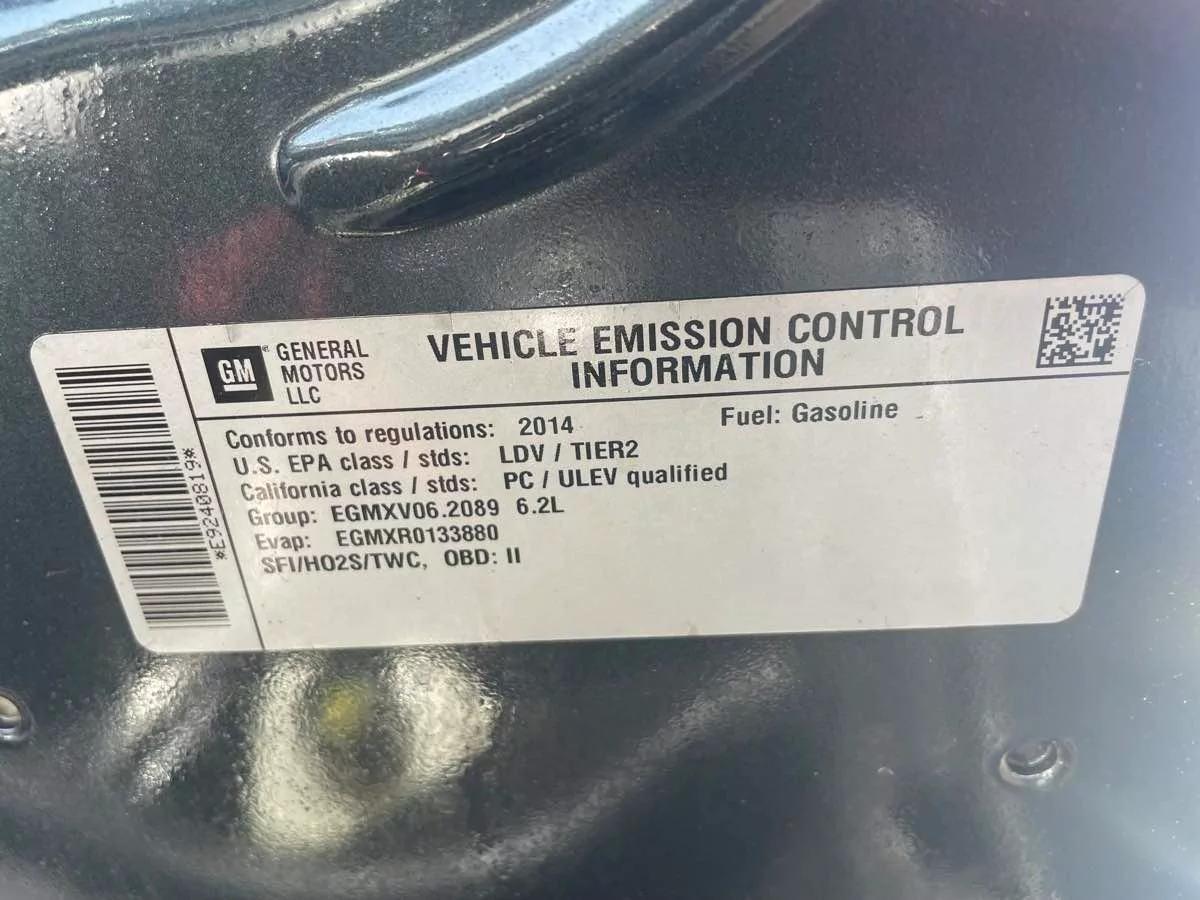 GM
GENERAL
MOTORS
LLC
VEHICLE EMISSION CONTROL
INFORMATION
Conforms to regulations: 2014
Fuel: Gasoline
U.S. EPA class / stds: LDV / TIER2
California class / stds: PC / ULEV qualified
Group: EGMXV06.2089 6.2L
Evap: EGMXR0133880
SFI/HO2S/TWC, OBD: II
*E9240819*